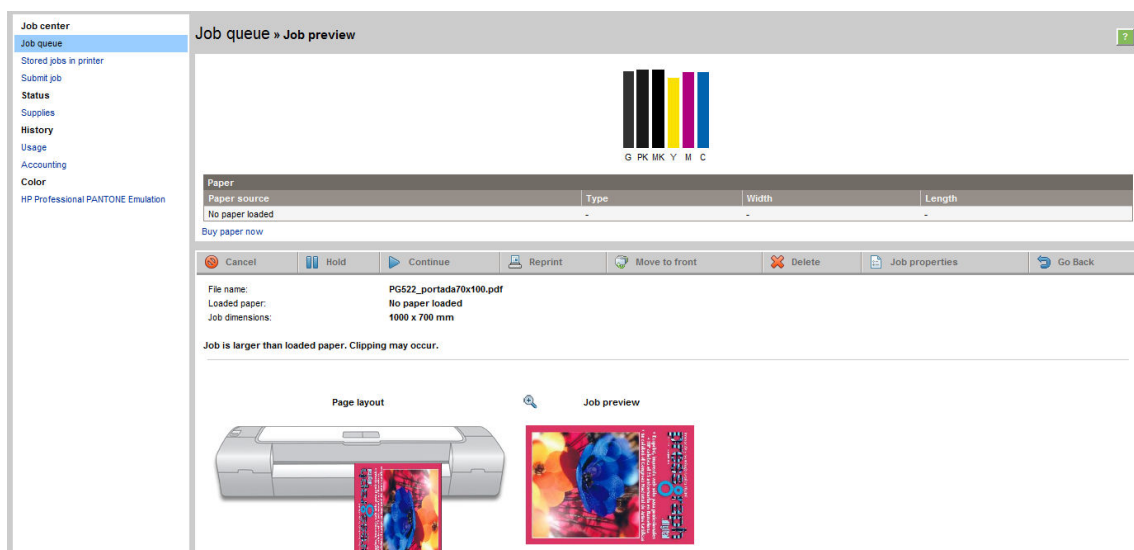 Job center
Job queue
Stored jobs in printer
Submit job
Status
Supplies
History
Usage
Accounting
Color
HP Professional PANTONE Emulation
Job queue » Job preview
?
G PK MK Y M C
Paper
Paper source Type Width Length
No paper loaded - - -
Buy paper now
Cancel Hold Continue Reprint Move to front Delete Job properties Go Back
File name: PG522_portada70x100.pdf
Loaded paper: No paper loaded
Job dimensions: 1000 x 700 mm
Job is larger than loaded paper. Clipping may occur.
Page layout Job preview
digital